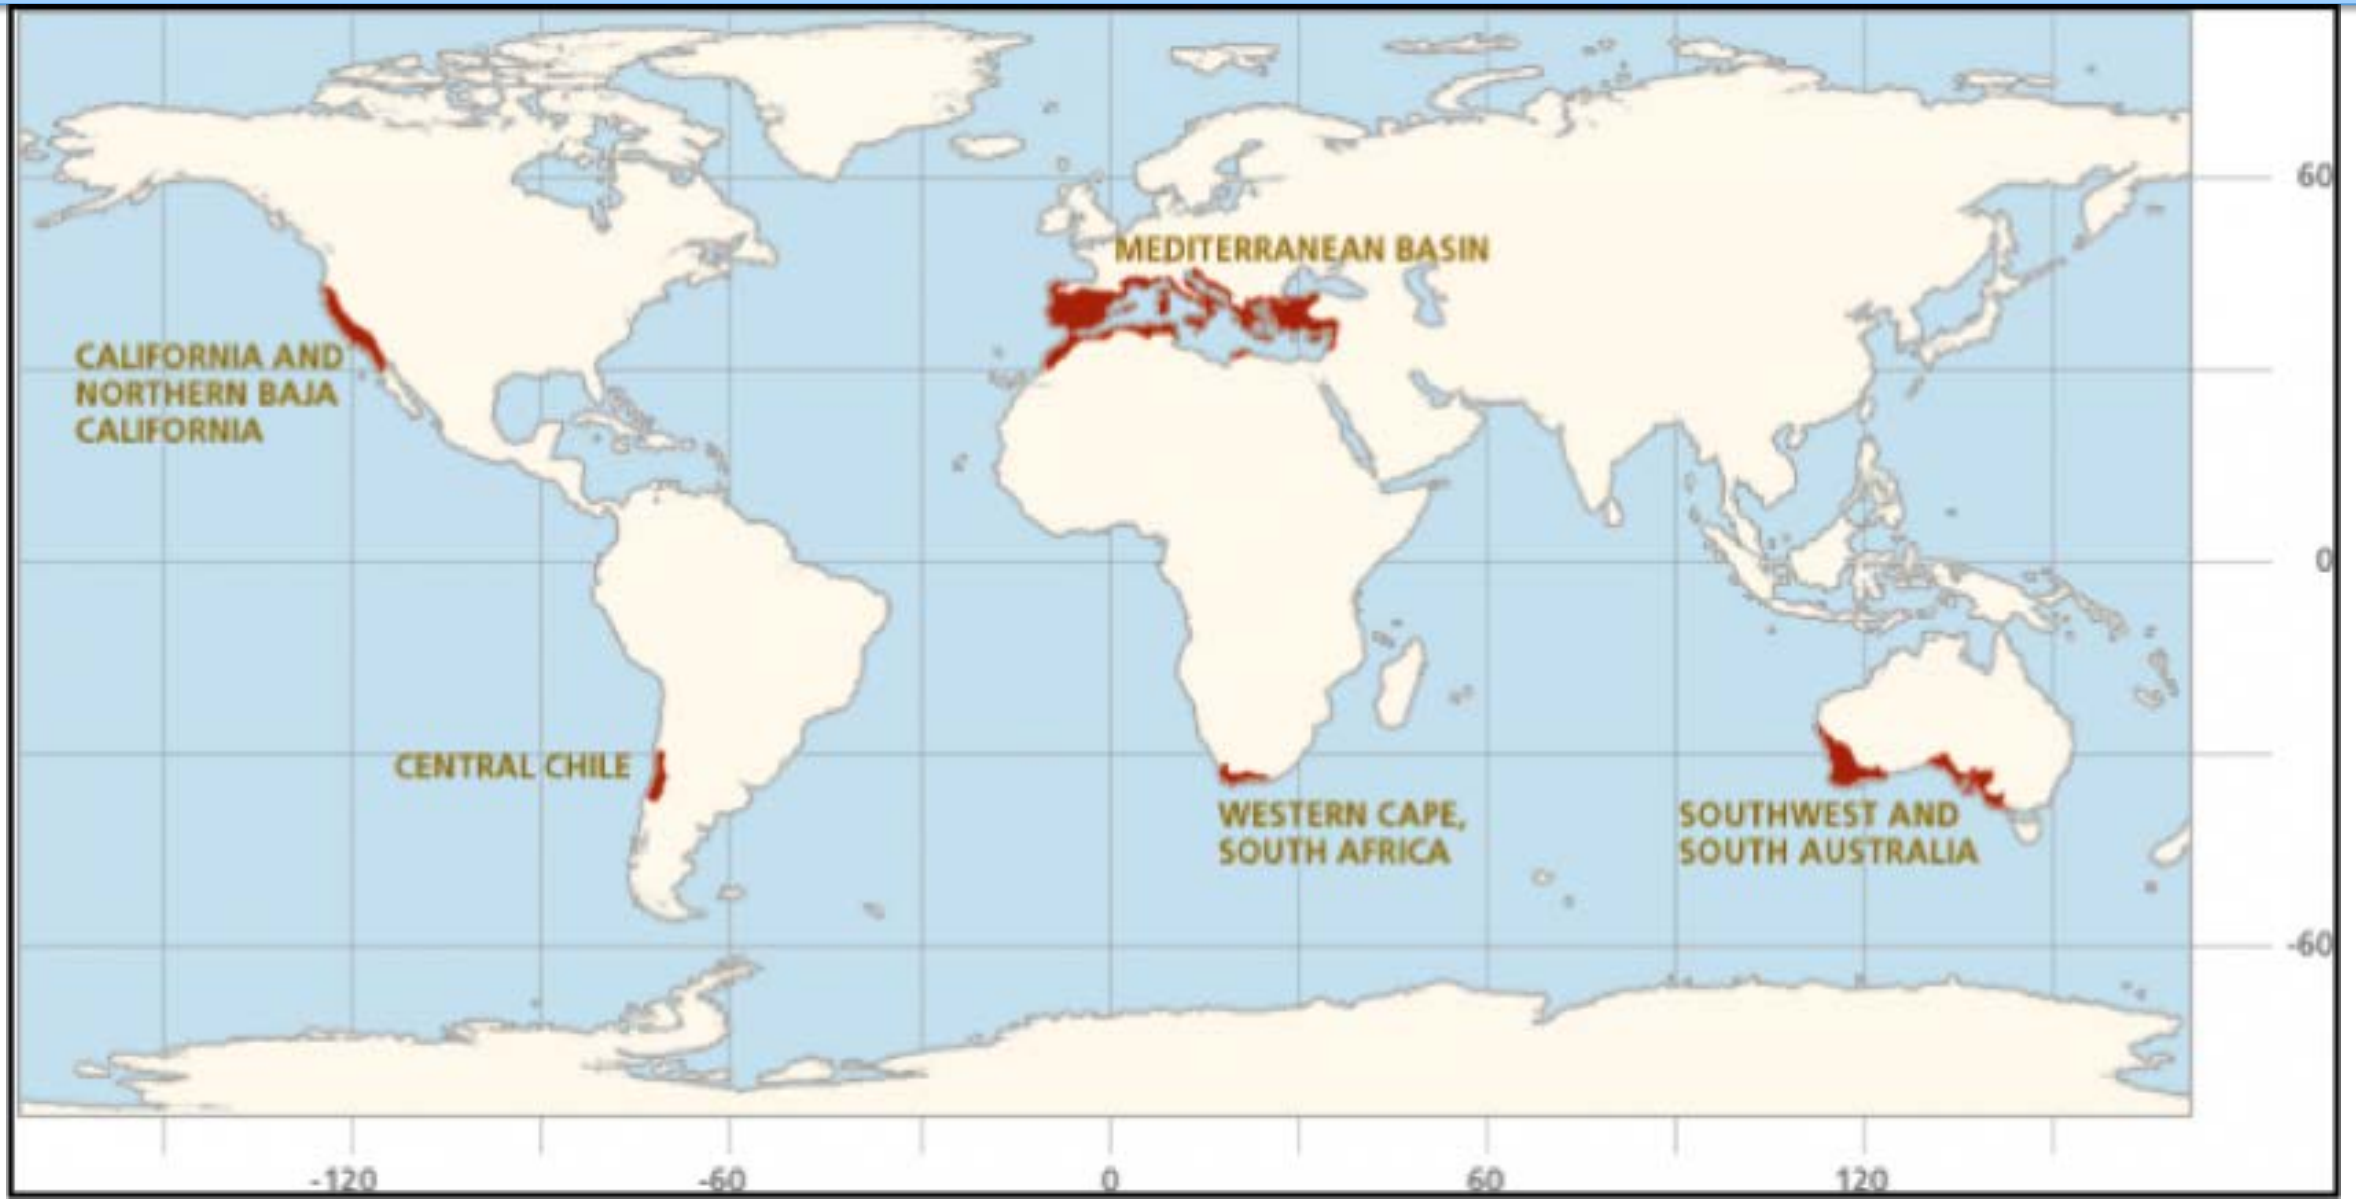 60
MEDITERRANEAN BASIN
CALIFORNIA AND
NORTHERN BAJA
CALIFORNIA
0
CENTRAL CHILE
WESTERN CAPE,
SOUTH AFRICA
SOUTHWEST AND
SOUTH AUSTRALIA
-60
-120 -60 0 60 120